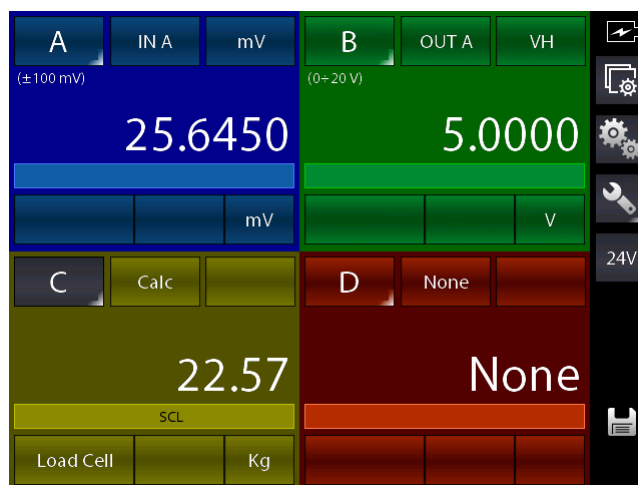 A IN A mV B OUT A VH
(±100 mV) (0÷20 V)
25.6450 5.0000
mV V
24V
C Calc D None
22.57 None
SCL
Load Cell Kg